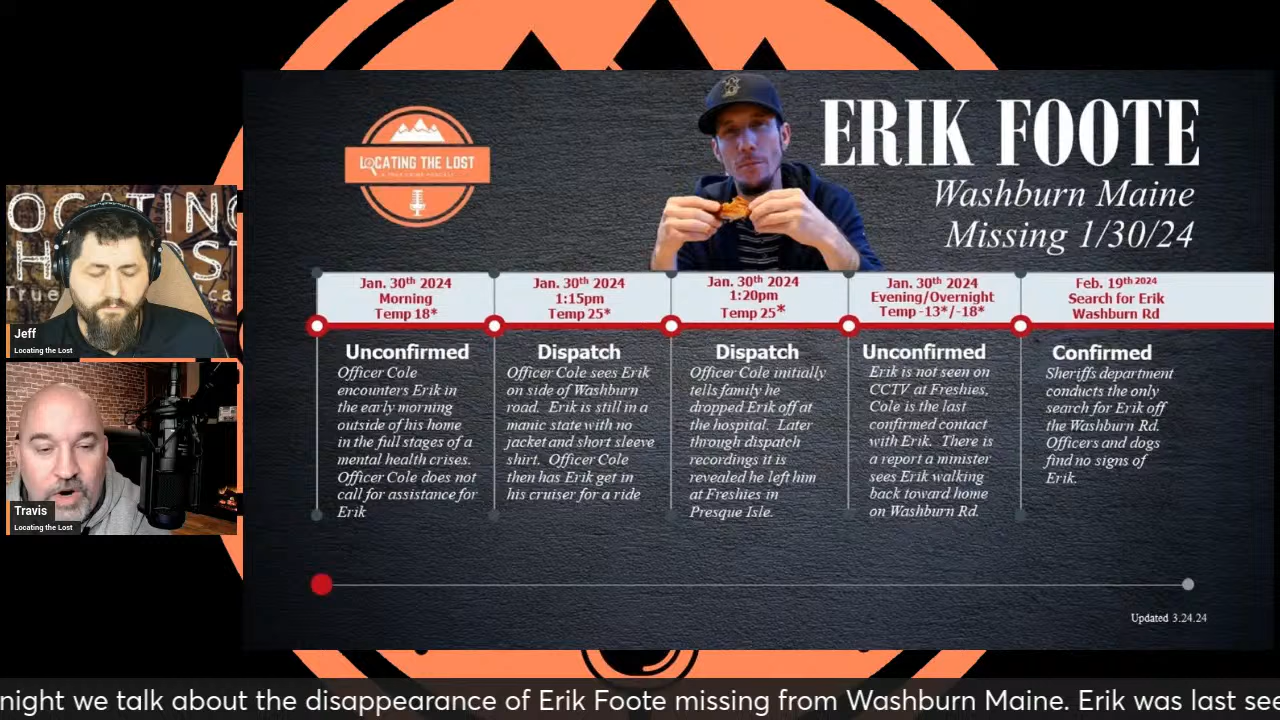 ERIK FOOTE
Washburn Maine
Missing 1/30/24
LOCATING THE LOST
Jan. 30th 2024
Morning
Temp 18*
Jan. 30th 2024
1:15pm
Temp 25*
Jan. 30th 2024
1:20pm
Temp 25*
Jan. 30th 2024
Evening/Overnight
Temp -13*/-18*
Feb. 19th 2024
Search for Erik
Washburn Rd
Unconfirmed
Officer Cole
encounters Erik in
the early morning
outside of his home
in the full stages of a
mental health crises.
Officer Cole does not
call for assistance for
Erik
Dispatch
Officer Cole sees Erik
on side of Washburn
road. Erik is still in a
manic state with no
jacket and short sleeve
shirt. Officer Cole
then has Erik get in
his cruiser for a ride
Dispatch
Officer Cole initially
tells family he
dropped Erik off at
the hospital. Later
through dispatch
recordings it is
revealed he left him
at Freshies in
Presque Isle.
Unconfirmed
Erik is not seen on
CCTV at Freshies,
Cole is the last
confirmed contact
with Erik. There is
a report a minister
sees Erik walking
back toward home
on Washburn Rd.
Confirmed
Sheriffs department
conducts the only
search for Erik off
the Washburn Rd.
Officers and dogs
find no signs of
Erik.
Updated 3.24.24
OCATING
Jeff
Locating the Lost
Travis
Locating the Lost
night we talk about the disappearance of Erik Foote missing from Washburn Maine. Erik was last see